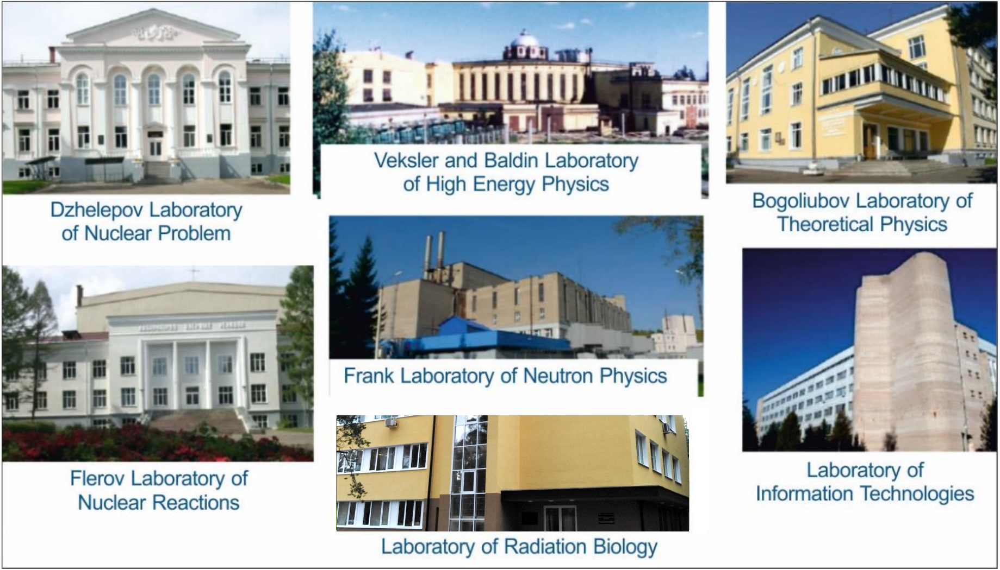 Dzhelepov Laboratory
of Nuclear Problem
Veksler and Baldin Laboratory
of High Energy Physics
Bogoliubov Laboratory of
Theoretical Physics
Flerov Laboratory of
Nuclear Reactions
Frank Laboratory of Neutron Physics
Laboratory of
Information Technologies
Laboratory of Radiation Biology